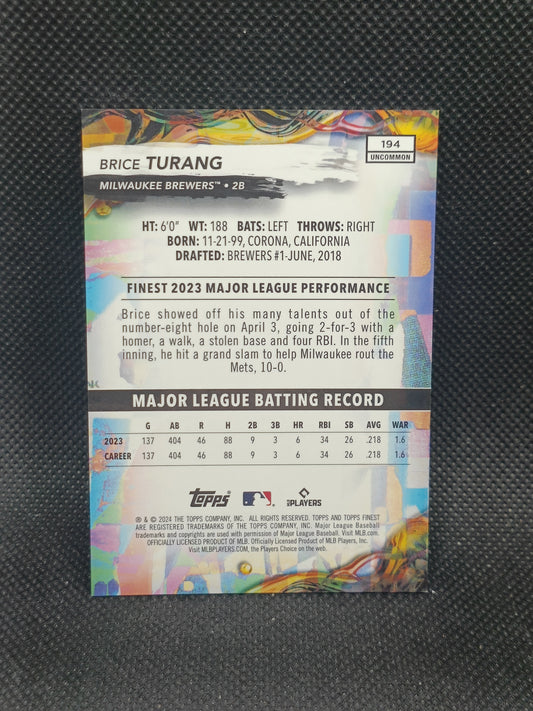 194
UNCOMMON
BRICE TURANG
MILWAUKEE BREWERS™ • 2B
HT: 6'0" WT: 188 BATS: LEFT THROWS: RIGHT
BORN: 11-21-99, CORONA, CALIFORNIA
DRAFTED: BREWERS #1-JUNE, 2018
FINEST 2023 MAJOR LEAGUE PERFORMANCE
Brice showed off his many talents out of the
number-eight hole on April 3, going 2-for-3 with a
homer, a walk, a stolen base and four RBI. In the fifth
inning, he hit a grand slam to help Milwaukee rout the
Mets, 10-0.
MAJOR LEAGUE BATTING RECORD
G AB R H 2B 3B HR RBI SB AVG WAR
2023 137 404 46 88 9 3 6 34 26 .218 1.6
CAREER 137 404 46 88 9 3 6 34 26 .218 1.6
Topps PLAYERS
® & © 2024 THE TOPPS COMPANY, INC. ALL RIGHTS RESERVED. TOPPS AND TOPPS FINEST
ARE REGISTERED TRADEMARKS OF THE TOPPS COMPANY, INC. Major League Baseball
trademarks and copyrights are used with permission of Major League Baseball. Visit MLB.com.
OFFICIALLY LICENSED PRODUCT OF MLB. Officially Licensed Product of MLB Players, Inc.
Visit MLBPLAYERS.com, the Players Choice on the web.